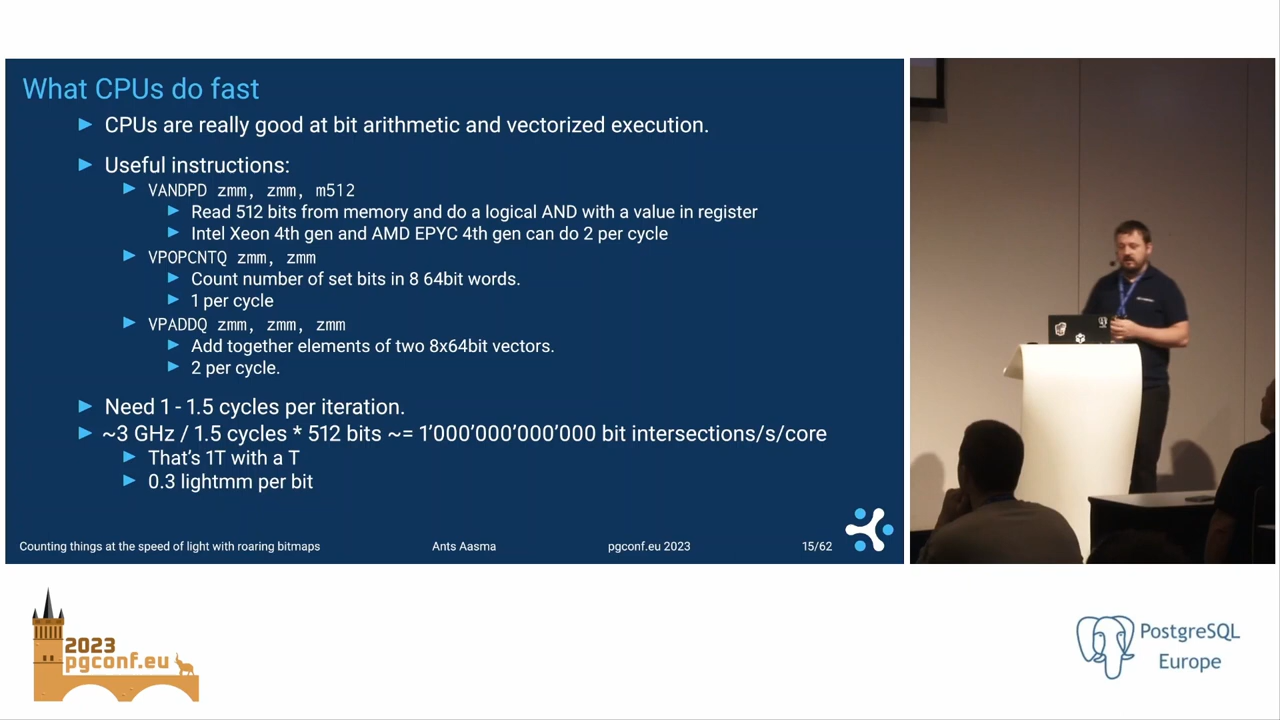 What CPUs do fast
CPUs are really good at bit arithmetic and vectorized execution.
Useful instructions:
VANDPD zmm, zmm, m512
Read 512 bits from memory and do a logical AND with a value in register
Intel Xeon 4th gen and AMD EPYC 4th gen can do 2 per cycle
VPOPCNTQ zmm, zmm
Count number of set bits in 8 64bit words.
1 per cycle
VPADDQ zmm, zmm, zmm
Add together elements of two 8x64bit vectors.
2 per cycle.
Need 1 - 1.5 cycles per iteration.
~3 GHz / 1.5 cycles * 512 bits ~= 1’000’000’000’000 bit intersections/s/core
That’s 1T with a T
0.3 lightmm per bit
Counting things at the speed of light with roaring bitmaps
Ants Aasma
pgconf.eu 2023
15/62
2023
pgconf.eu
PostgreSQL
Europe